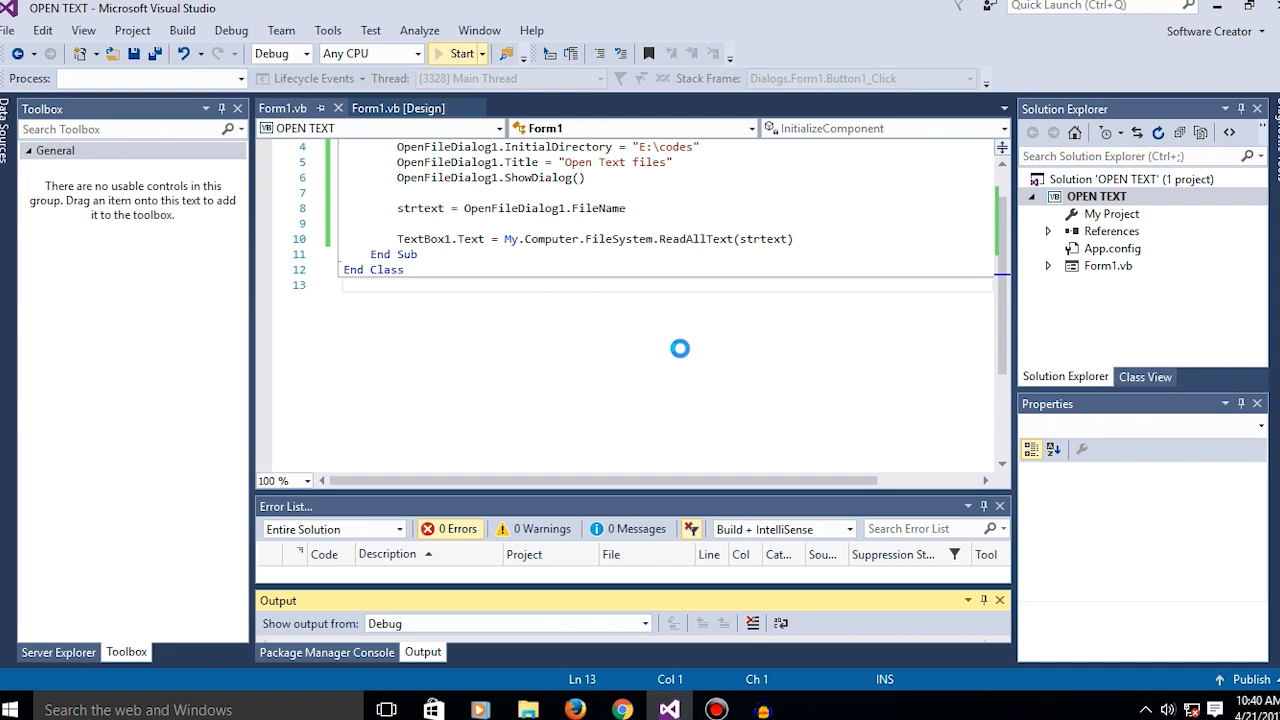 OPEN TEXT - Microsoft Visual Studio
Quick Launch (Ctrl+Q)
File Edit View Project Build Debug Team Tools Test Analyze Window Help
Software Creator
Debug Any CPU Start
Process: Lifecycle Events Thread: [3328] Main Thread Stack Frame: Dialogs.Form1.Button1_Click
Data Sources
Toolbox
Search Toolbox
General
There are no usable controls in this
group. Drag an item onto this text to add
it to the toolbox.
Server Explorer Toolbox
Form1.vb Form1.vb [Design]
OPEN TEXT Form1 InitializeComponent
4 OpenFileDialog1.InitialDirectory = "E:\codes"
5 OpenFileDialog1.Title = "Open Text files"
6 OpenFileDialog1.ShowDialog()
7
8 strtext = OpenFileDialog1.FileName
9
10 TextBox1.Text = My.Computer.FileSystem.ReadAllText(strtext)
11 End Sub
12 End Class
13
100 %
Error List...
Entire Solution 0 Errors 0 Warnings 0 Messages Build + IntelliSense Search Error List
Code Description Project File Line Col Cat... Sou... Suppression St... Tool
Output
Show output from: Debug
Package Manager Console Output
Solution Explorer
Search Solution Explorer (Ctrl+;)
Solution 'OPEN TEXT' (1 project)
OPEN TEXT
My Project
References
App.config
Form1.vb
Solution Explorer Class View
Properties
Ln 13 Col 1 Ch 1 INS Publish
Search the web and Windows
10:40 AM